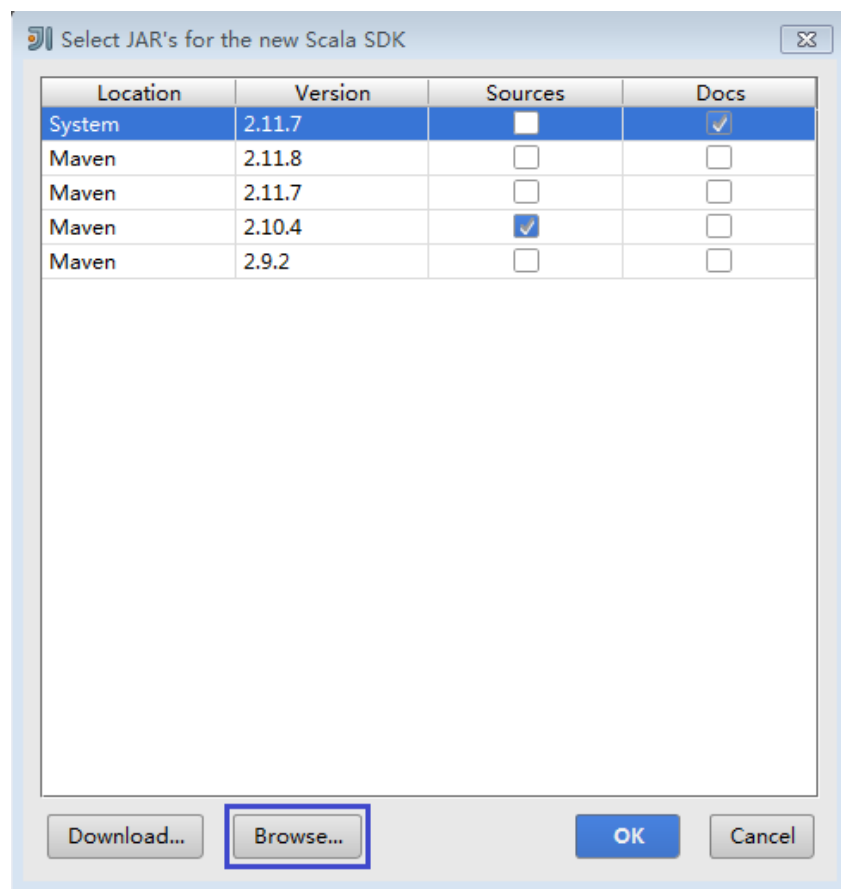 Select JAR's for the new Scala SDK
Location Version Sources Docs
System 2.11.7
Maven 2.11.8
Maven 2.11.7
Maven 2.10.4
Maven 2.9.2
Download... Browse... OK Cancel